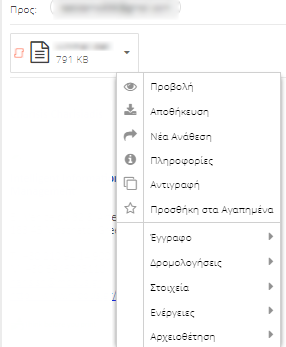 Προς:
791 KB
Προβολή
Αποθήκευση
Νέα Ανάθεση
Πληροφορίες
Αντιγραφή
Προσθήκη στα Αγαπημένα
Έγγραφο
Δρομολογήσεις
Στοιχεία
Ενέργειες
Αρχειοθέτηση